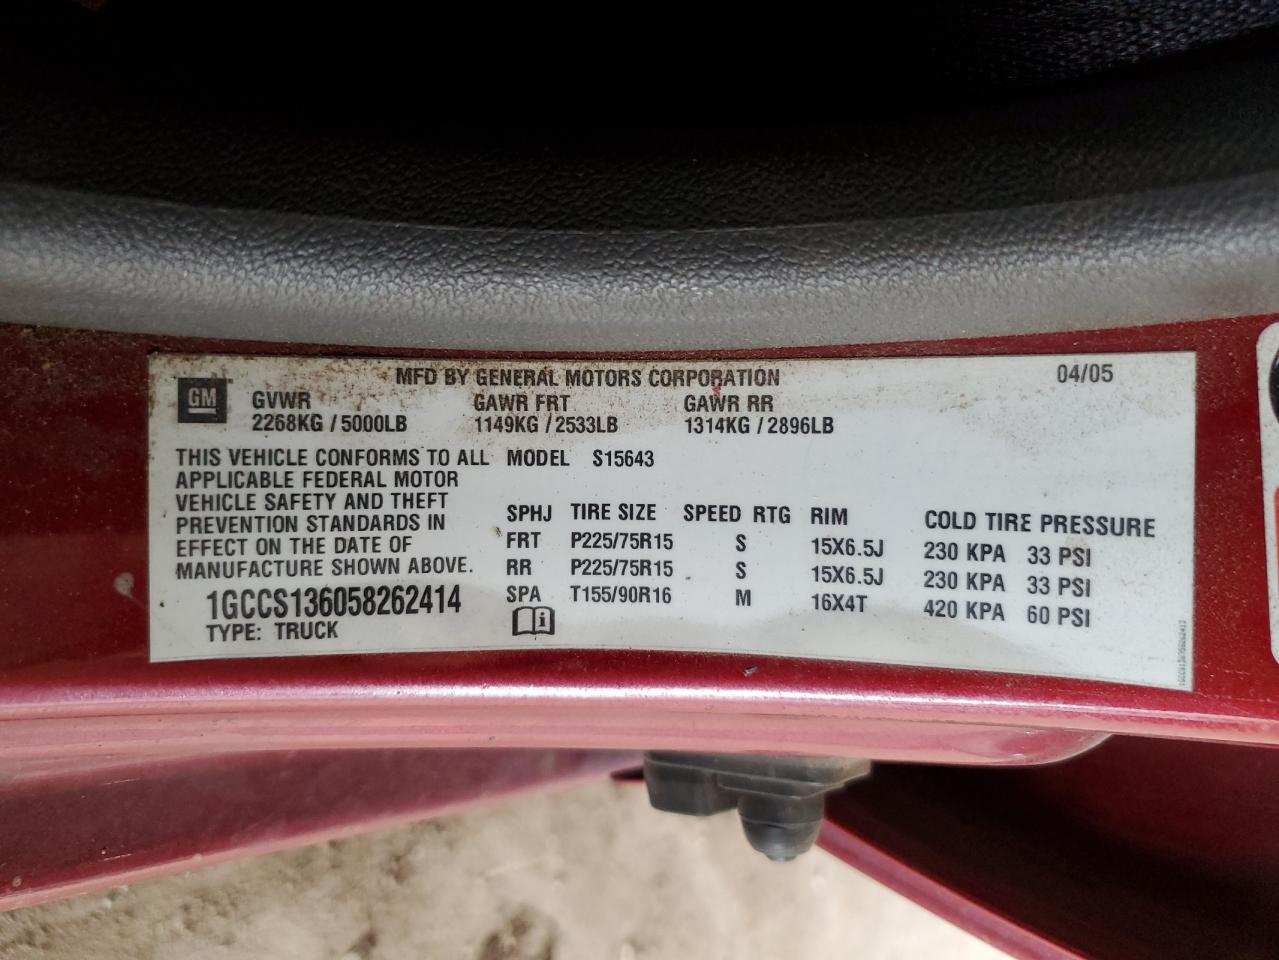 MFD BY GENERAL MOTORS CORPORATION 04/05
GM
GVWR GAWR FRT GAWR RR
2268KG / 5000LB 1149KG / 2533LB 1314KG / 2896LB
THIS VEHICLE CONFORMS TO ALL MODEL S15643
APPLICABLE FEDERAL MOTOR
VEHICLE SAFETY AND THEFT
PREVENTION STANDARDS IN
EFFECT ON THE DATE OF
MANUFACTURE SHOWN ABOVE.
1GCCS136058262414
TYPE: TRUCK
SPHJ TIRE SIZE SPEED RTG RIM COLD TIRE PRESSURE
FRT P225/75R15 S 15X6.5J 230 KPA 33 PSI
RR P225/75R15 S 15X6.5J 230 KPA 33 PSI
SPA T155/90R16 M 16X4T 420 KPA 60 PSI
i